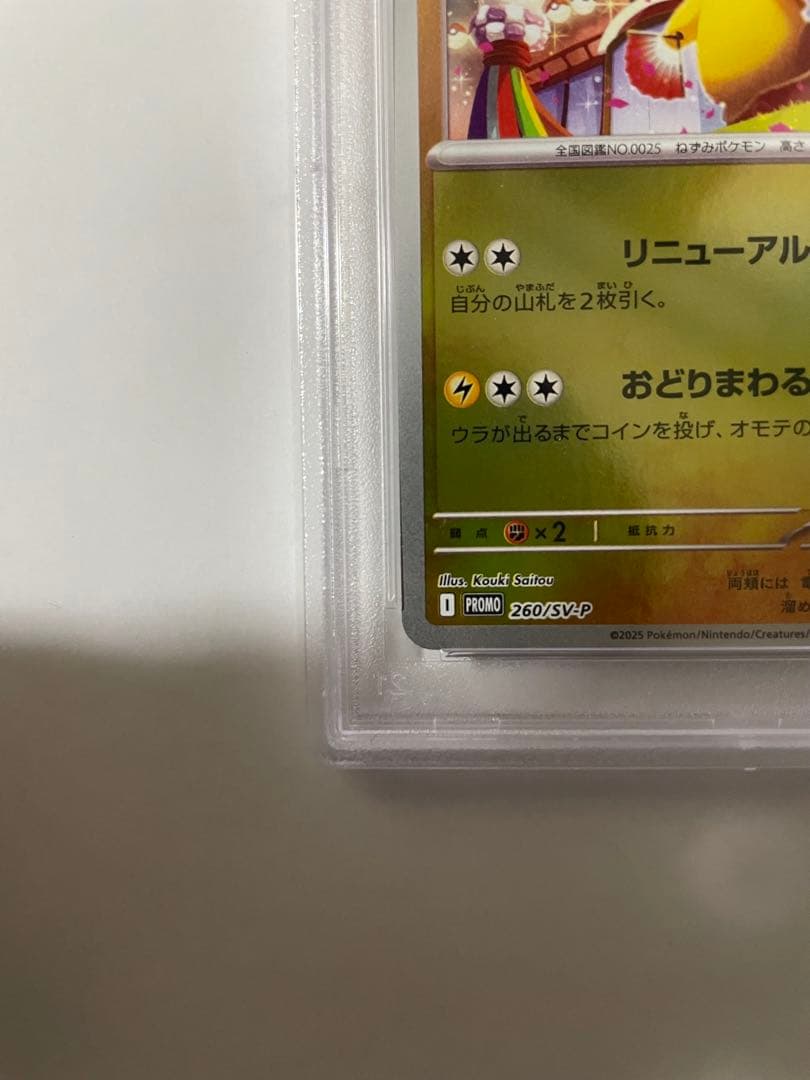 全国図鑑NO.0025 ねずみポケモン 高さ
リニューアル
自分の山札を2枚引く。
おどりまわる
ウラが出るまでコインを投げ、オモテの
弱点 ×2 抵抗力
Illus. Kouki Saitou
両頬には
溜め
I PROMO 260/SV-P
©2025 Pokémon/Nintendo/Creatures/